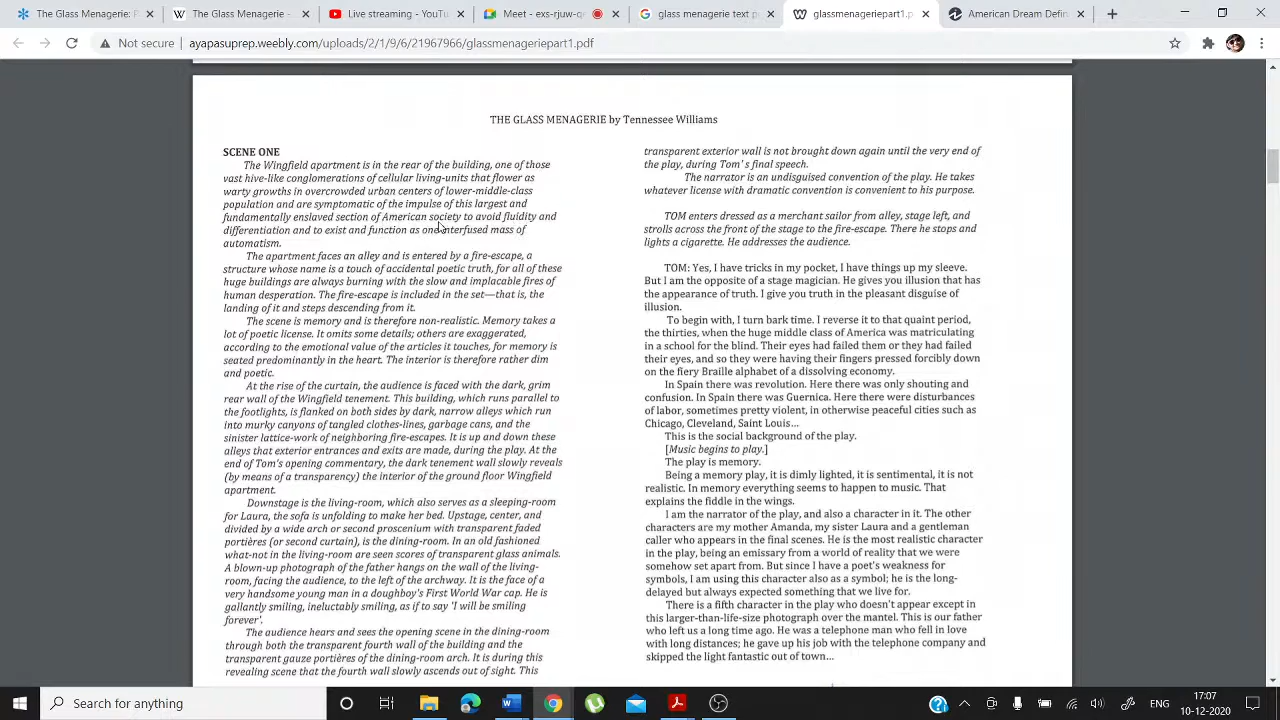 The Glass Menagerie - Wikiped
The Wingfield's
Live streaming - YouTu
Meet - exs-rjuw-q
glass menagerie text p
glassmenageriepart1.p
American Dream Defin
Not secure
ayapasuprep.weebly.com/uploads/2/1/9/6/21967966/glassmenageriepart1.pdf
THE GLASS MENAGERIE by Tennessee Williams
SCENE ONE
The Wingfield apartment is in the rear of the building, one of those
vast hive-like conglomerations of cellular living-units that flower as
warty growths in overcrowded urban centers of lower-middle-class
population and are symptomatic of the impulse of this largest and
fundamentally enslaved section of American society to avoid fluidity and
differentiation and to exist and function as one interfused mass of
automatism.
The apartment faces an alley and is entered by a fire-escape, a
structure whose name is a touch of accidental poetic truth, for all of these
huge buildings are always burning with the slow and implacable fires of
human desperation. The fire-escape is included in the set—that is, the
landing of it and steps descending from it.
The scene is memory and is therefore non-realistic. Memory takes a
lot of poetic license. It omits some details; others are exaggerated,
according to the emotional value of the articles it touches, for memory is
seated predominantly in the heart. The interior is therefore rather dim
and poetic.
At the rise of the curtain, the audience is faced with the dark, grim
rear wall of the Wingfield tenement. This building, which runs parallel to
the footlights, is flanked on both sides by dark, narrow alleys which run
into murky canyons of tangled clothes-lines, garbage cans, and the
sinister lattice-work of neighboring fire-escapes. It is up and down these
alleys that exterior entrances and exits are made, during the play. At the
end of Tom's opening commentary, the dark tenement wall slowly reveals
(by means of a transparency) the interior of the ground floor Wingfield
apartment.
Downstage is the living-room, which also serves as a sleeping-room
for Laura, the sofa is unfolding to make her bed. Upstage, center, and
divided by a wide arch or second proscenium with transparent faded
portières (or second curtain), is the dining-room. In an old fashioned
what-not in the living-room are seen scores of transparent glass animals.
A blown-up photograph of the father hangs on the wall of the living-
room, facing the audience, to the left of the archway. It is the face of a
very handsome young man in a doughboy's First World War cap. He is
gallantly smiling, ineluctably smiling, as if to say 'I will be smiling
forever'.
The audience hears and sees the opening scene in the dining-room
through both the transparent fourth wall of the building and the
transparent gauze portières of the dining-room arch. It is during this
revealing scene that the fourth wall slowly ascends out of sight. This
transparent exterior wall is not brought down again until the very end of
the play, during Tom's final speech.
The narrator is an undisguised convention of the play. He takes
whatever license with dramatic convention is convenient to his purpose.
TOM enters dressed as a merchant sailor from alley, stage left, and
strolls across the front of the stage to the fire-escape. There he stops and
lights a cigarette. He addresses the audience.
TOM: Yes, I have tricks in my pocket, I have things up my sleeve.
But I am the opposite of a stage magician. He gives you illusion that has
the appearance of truth. I give you truth in the pleasant disguise of
illusion.
To begin with, I turn bark time. I reverse it to that quaint period,
the thirties, when the huge middle class of America was matriculating
in a school for the blind. Their eyes had failed them or they had failed
their eyes, and so they were having their fingers pressed forcibly down
on the fiery Braille alphabet of a dissolving economy.
In Spain there was revolution. Here there was only shouting and
confusion. In Spain there was Guernica. Here there were disturbances
of labor, sometimes pretty violent, in otherwise peaceful cities such as
Chicago, Cleveland, Saint Louis...
This is the social background of the play.
[Music begins to play.]
The play is memory.
Being a memory play, it is dimly lighted, it is sentimental, it is not
realistic. In memory everything seems to happen to music. That
explains the fiddle in the wings.
I am the narrator of the play, and also a character in it. The other
characters are my mother Amanda, my sister Laura and a gentleman
caller who appears in the final scenes. He is the most realistic character
in the play, being an emissary from a world of reality that we were
somehow set apart from. But since I have a poet's weakness for
symbols, I am using this character also as a symbol; he is the long-
delayed but always expected something that we live for.
There is a fifth character in the play who doesn't appear except in
this larger-than-life-size photograph over the mantel. This is our father
who left us a long time ago. He was a telephone man who fell in love
with long distances; he gave up his job with the telephone company and
skipped the light fantastic out of town...
Search for anything
ENG
17:07
10-12-2020